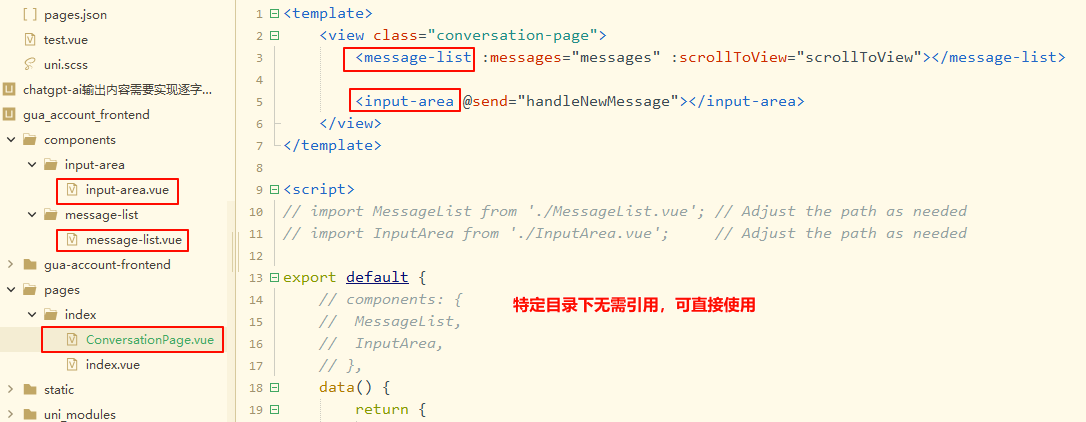 pages.json
test.vue
uni.scss
chatgpt-ai输出内容需要实现逐字...
gua_account_frontend
components
input-area
input-area.vue
message-list
message-list.vue
gua-account-frontend
pages
index
ConversationPage.vue
index.vue
static
uni_modules
1 <template>
2 <view class="conversation-page">
3 <message-list :messages="messages" :scrollToView="scrollToView"></message-list>
4
5 <input-area @send="handleNewMessage"></input-area>
6 </view>
7 </template>
8
9 <script>
10 // import MessageList from './MessageList.vue'; // Adjust the path as needed
11 // import InputArea from './InputArea.vue'; // Adjust the path as needed
12
13 export default {
14 // components: {
15 // MessageList,
16 // InputArea,
17 // },
18 data() {
19 return {
特定目录下无需引用，可直接使用